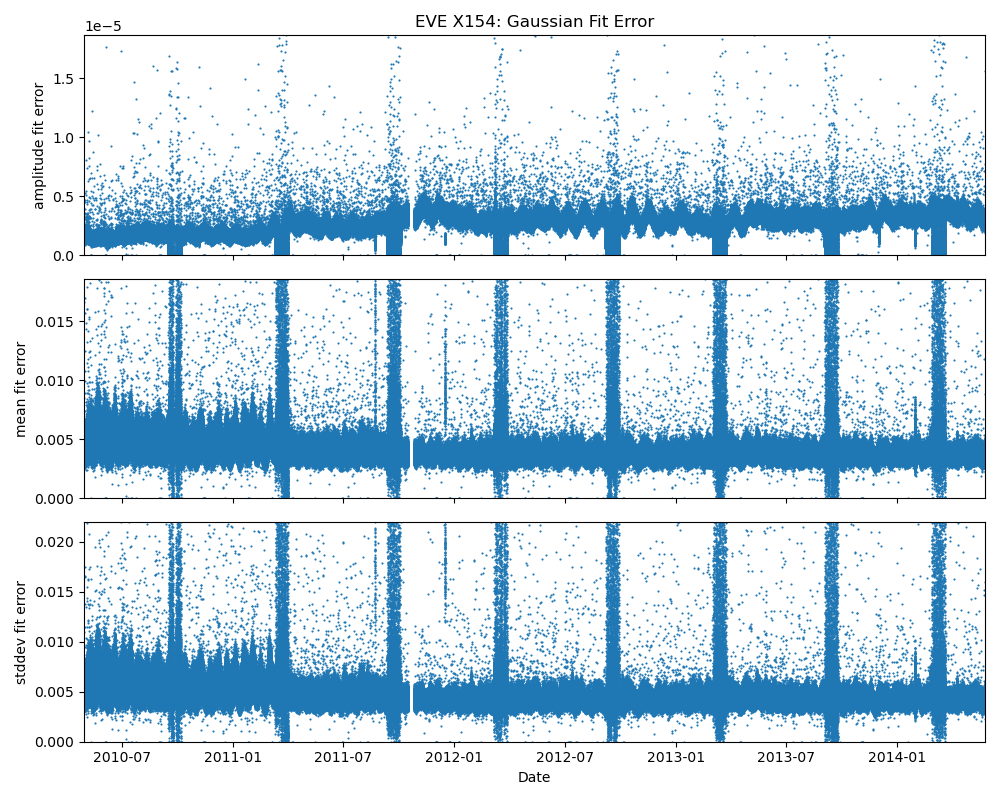 EVE X154: Gaussian Fit Error
1e−5
1.5
1.0
0.5
0.0
amplitude fit error
0.015
0.010
0.005
0.000
mean fit error
0.020
0.015
0.010
0.005
0.000
stddev fit error
2010-07 2011-01 2011-07 2012-01 2012-07 2013-01 2013-07 2014-01
Date